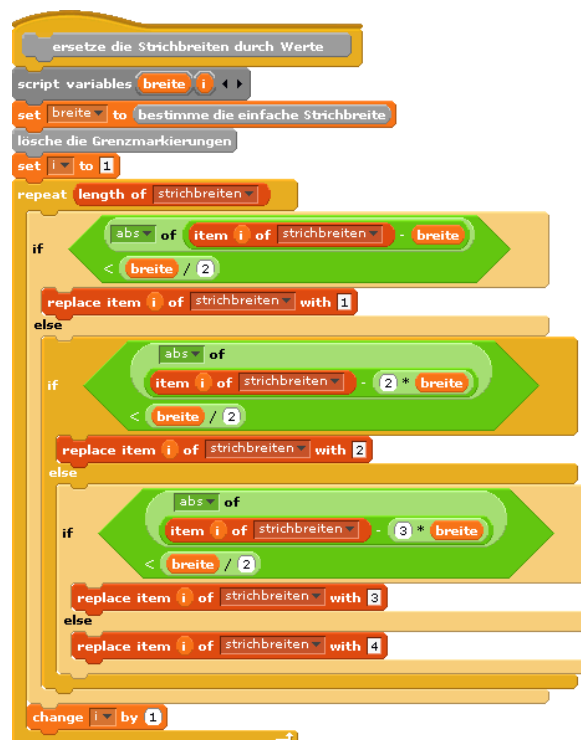 ersetze die Strichbreiten durch Werte
script variables breite i
set breite to bestimme die einfache Strichbreite
lösche die Grenzmarkierungen
set i to 1
repeat length of strichbreiten
if abs of item i of strichbreiten - breite
< breite / 2
replace item i of strichbreiten with 1
else
if abs of
item i of strichbreiten - 2 * breite
< breite / 2
replace item i of strichbreiten with 2
else
if abs of
item i of strichbreiten - 3 * breite
< breite / 2
replace item i of strichbreiten with 3
else
replace item i of strichbreiten with 4
change i by 1